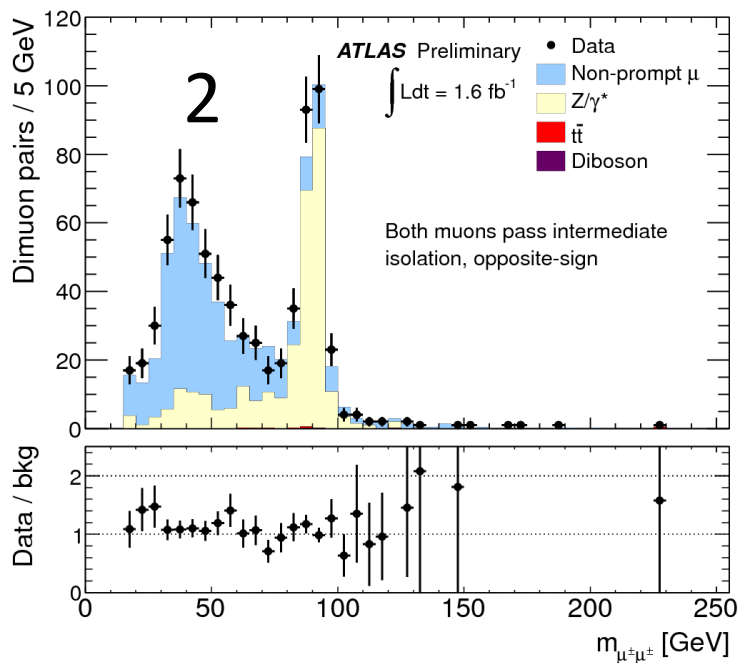 Dimuon pairs / 5 GeV
120
100
80
60
40
20
0
2
ATLAS Preliminary
∫ Ldt = 1.6 fb⁻¹
Data
Non-prompt μ
Z/γ*
tt̄
Diboson
Both muons pass intermediate
isolation, opposite-sign
Data / bkg
2
1
0
0 50 100 150 200 250
m_μ±μ± [GeV]